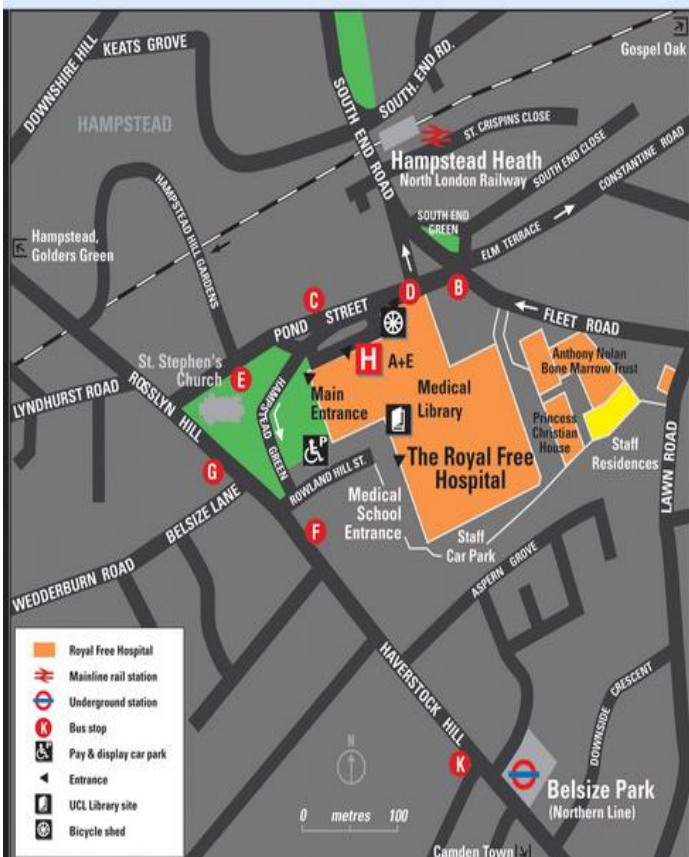 Gospel Oak
KEATS GROVE
DOWNSHIRE HILL
SOUTH. END RD.
HAMPSTEAD
SOUTH END ROAD
ST. CRISPINS CLOSE
Hampstead Heath
North London Railway
SOUTH END CLOSE
CONSTANTINE ROAD
HAMPSTEAD HILL GARDENS
SOUTH END
GREEN
Hampstead,
Golders Green
ELM TERRACE
C
D
B
POND STREET
FLEET ROAD
H
A+E
St. Stephen's
Church
E
Anthony Nolan
Bone Marrow Trust
LYNDHURST ROAD
ROSSLYN HILL
HAMPSTEAD GREEN
Main
Entrance
Medical
Library
Princess
Christian
House
P
The Royal Free
Hospital
Staff
Residences
LAWN ROAD
G
ROWLAND HILL ST.
BELSIZE LANE
Medical
School
Entrance
F
Staff
Car Park
WEDDERBURN ROAD
ASPERN GROVE
HAVERSTOCK HILL
DOWNSIDE CRESCENT
Royal Free Hospital
Mainline rail station
Underground station
K
Bus stop
P
Pay & display car park
Entrance
UCL Library site
Bicycle shed
N
0 metres 100
K
Belsize Park
(Northern Line)
Camden Town